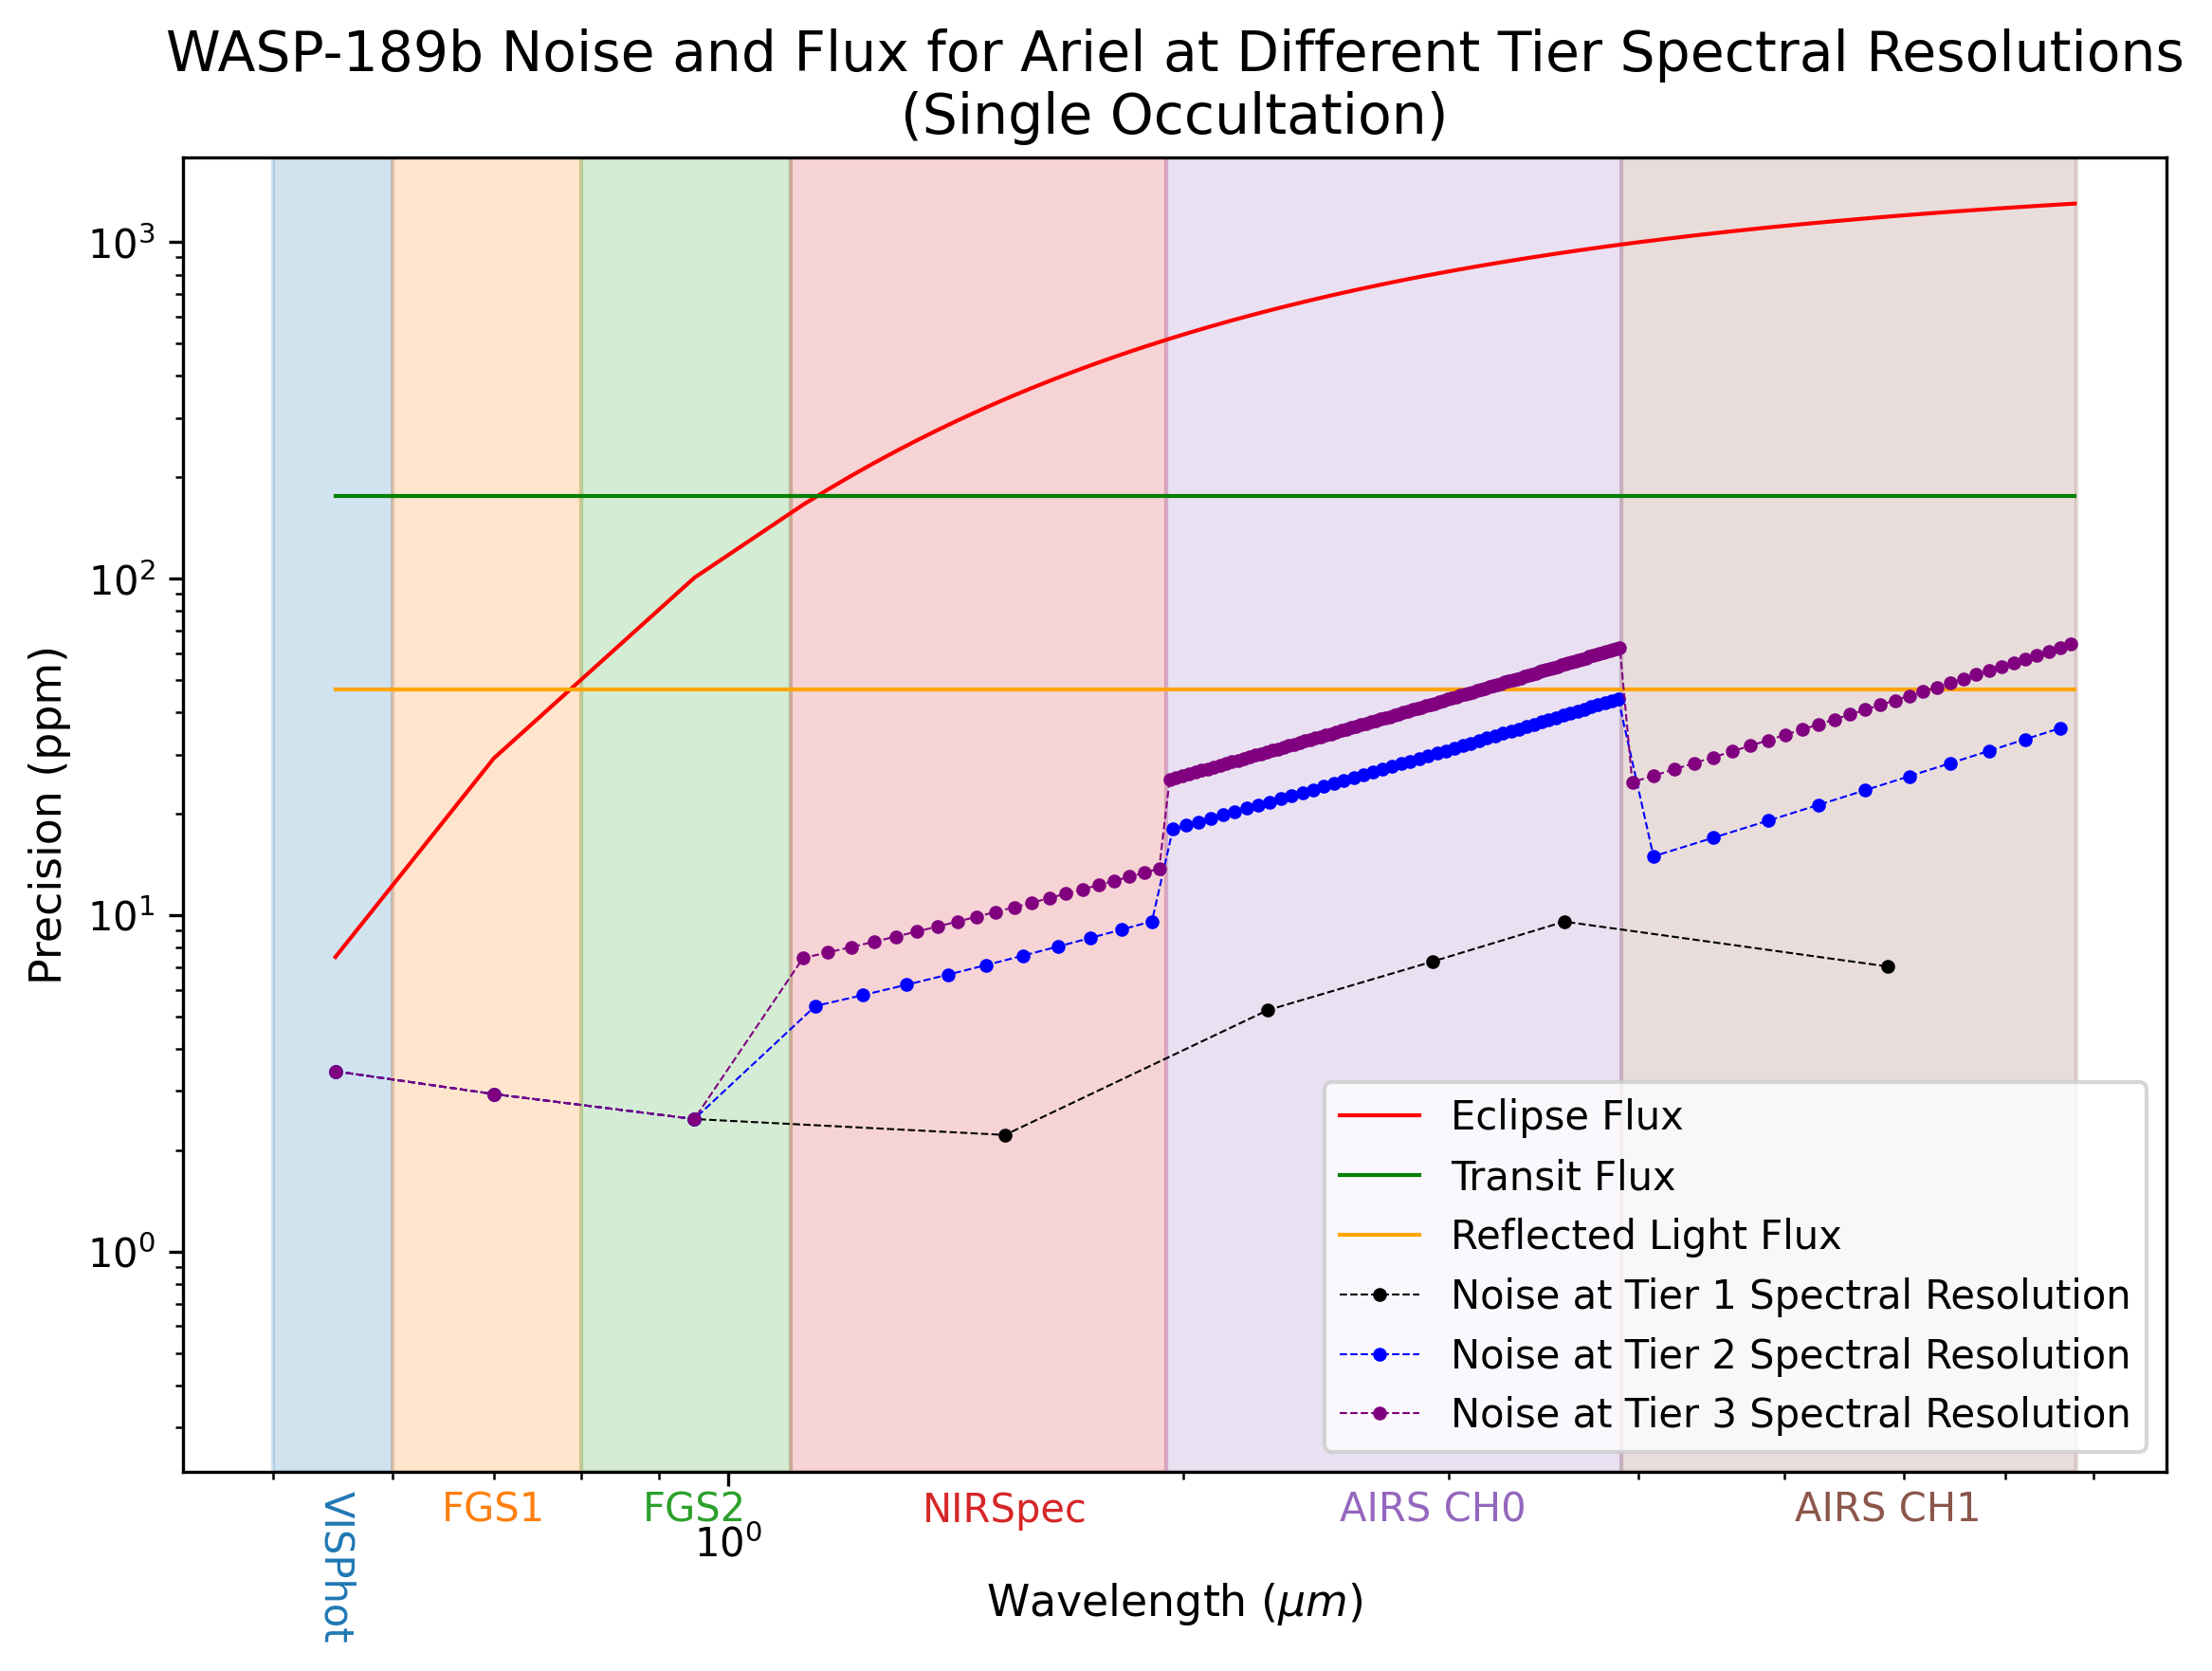 WASP-189b Noise and Flux for Ariel at Different Tier Spectral Resolutions
(Single Occultation)
Precision (ppm)
10³
10²
10¹
10⁰
Eclipse Flux
Transit Flux
Reflected Light Flux
Noise at Tier 1 Spectral Resolution
Noise at Tier 2 Spectral Resolution
Noise at Tier 3 Spectral Resolution
VISPhot
FGS1
FGS2
NIRSpec
AIRS CH0
AIRS CH1
10⁰
Wavelength (μm)